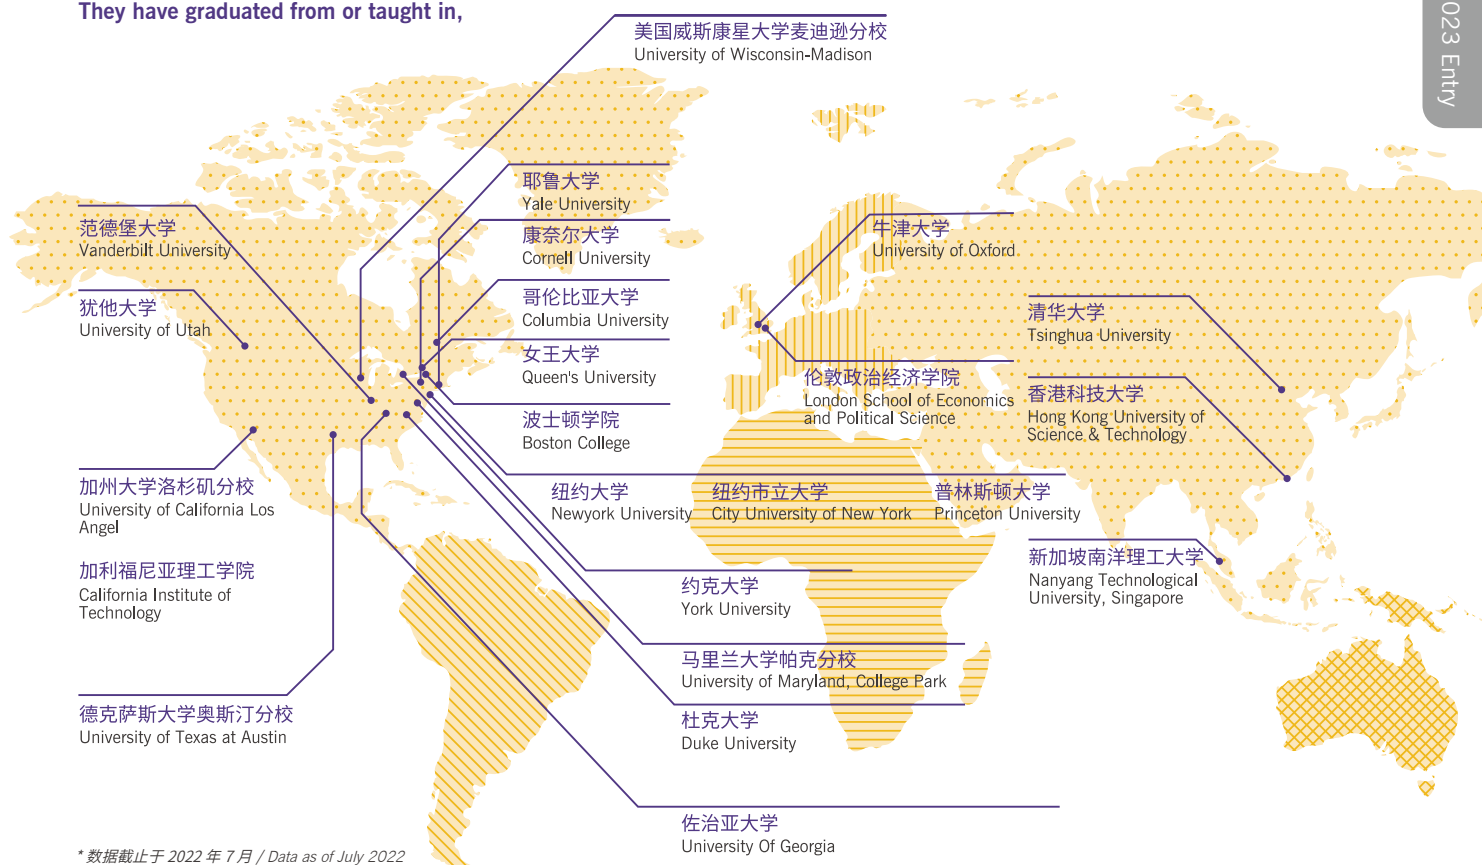 They have graduated from or taught in,
023 Entry
美国威斯康星大学麦迪逊分校
University of Wisconsin-Madison
耶鲁大学
Yale University
康奈尔大学
Cornell University
哥伦比亚大学
Columbia University
女王大学
Queen's University
波士顿学院
Boston College
范德堡大学
Vanderbilt University
犹他大学
University of Utah
加州大学洛杉矶分校
University of California Los
Angel
加利福尼亚理工学院
California Institute of
Technology
德克萨斯大学奥斯汀分校
University of Texas at Austin
牛津大学
University of Oxford
伦敦政治经济学院
London School of Economics
and Political Science
清华大学
Tsinghua University
香港科技大学
Hong Kong University of
Science & Technology
新加坡南洋理工大学
Nanyang Technological
University, Singapore
纽约大学
Newyork University
纽约市立大学
City University of New York
普林斯顿大学
Princeton University
约克大学
York University
马里兰大学帕克分校
University of Maryland, College Park
杜克大学
Duke University
佐治亚大学
University Of Georgia
* 数据截止于 2022 年 7 月 / Data as of July 2022